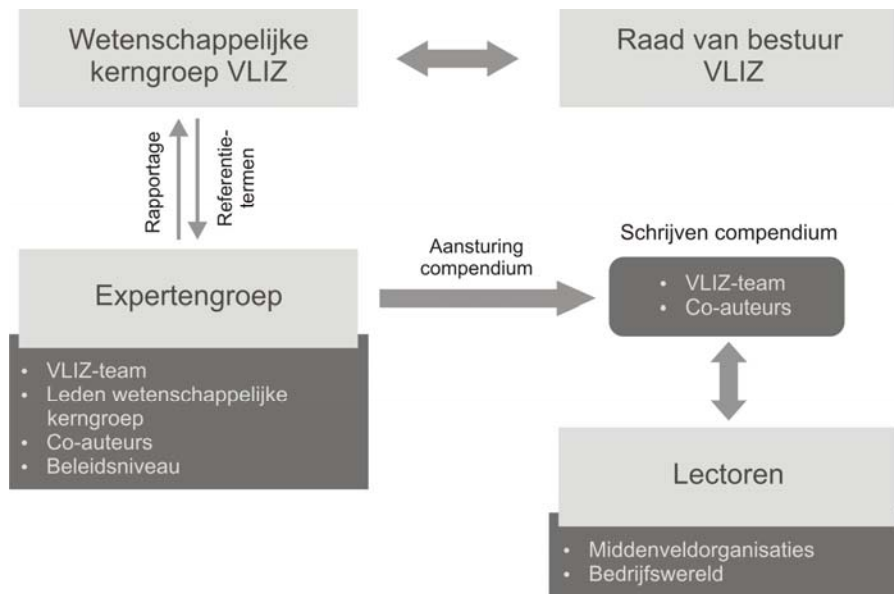 Wetenschappelijke
kerngroep VLIZ
Raad van bestuur
VLIZ
Rapportage
Referentie-
termen
Expertengroep
• VLIZ-team
• Leden wetenschappelijke
kerngroep
• Co-auteurs
• Beleidsniveau
Aansturing
compendium
Schrijven compendium
• VLIZ-team
• Co-auteurs
Lectoren
• Middenveldorganisaties
• Bedrijfswereld